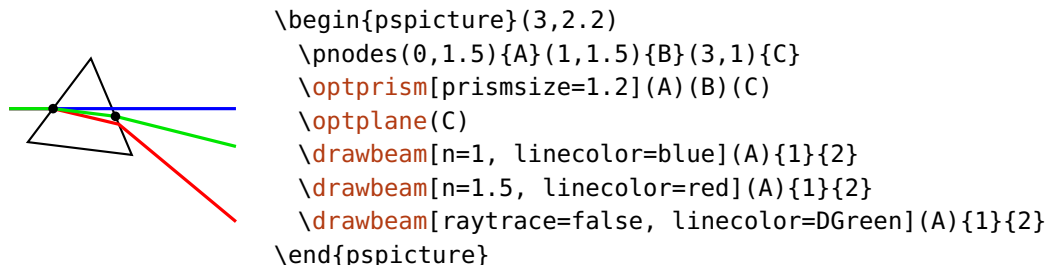 \begin{pspicture}(3,2.2)
  \pnodes(0,1.5){A}(1,1.5){B}(3,1){C}
  \optprism[prismsize=1.2](A)(B)(C)
  \optplane(C)
  \drawbeam[n=1, linecolor=blue](A){1}{2}
  \drawbeam[n=1.5, linecolor=red](A){1}{2}
  \drawbeam[raytrace=false, linecolor=DGreen](A){1}{2}
\end{pspicture}